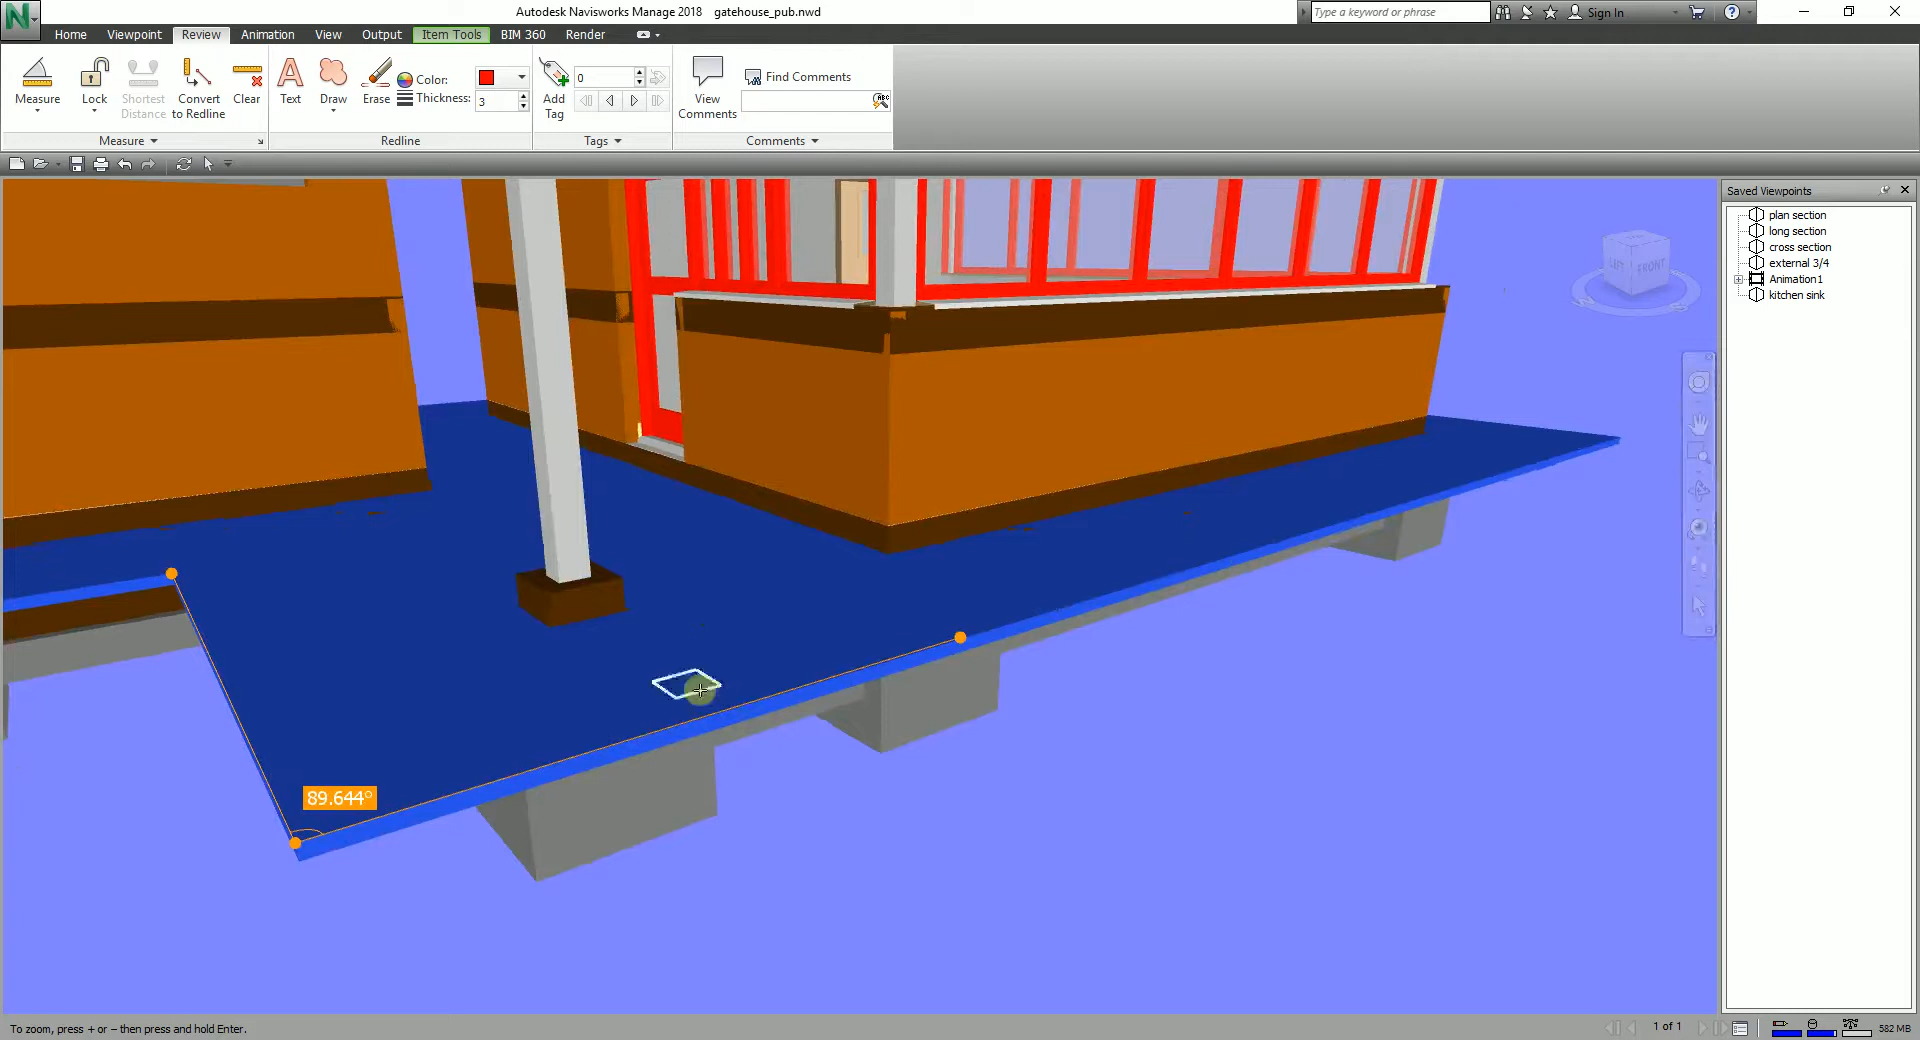 Autodesk Navisworks Manage 2018 gatehouse_pub.nwd
Type a keyword or phrase
Sign In
Home Viewpoint Review Animation View Output Item Tools BIM 360 Render
Measure
Lock
Shortest
Distance
Convert
to Redline
Clear
Text
Draw
Erase
Color:
Thickness: 3
Add
Tag
0
View
Comments
Find Comments
Measure
Redline
Tags
Comments
Saved Viewpoints
plan section
long section
cross section
external 3/4
Animation1
kitchen sink
LEFT FRONT
89.644°
To zoom, press + or – then press and hold Enter.
1 of 1
582 MB